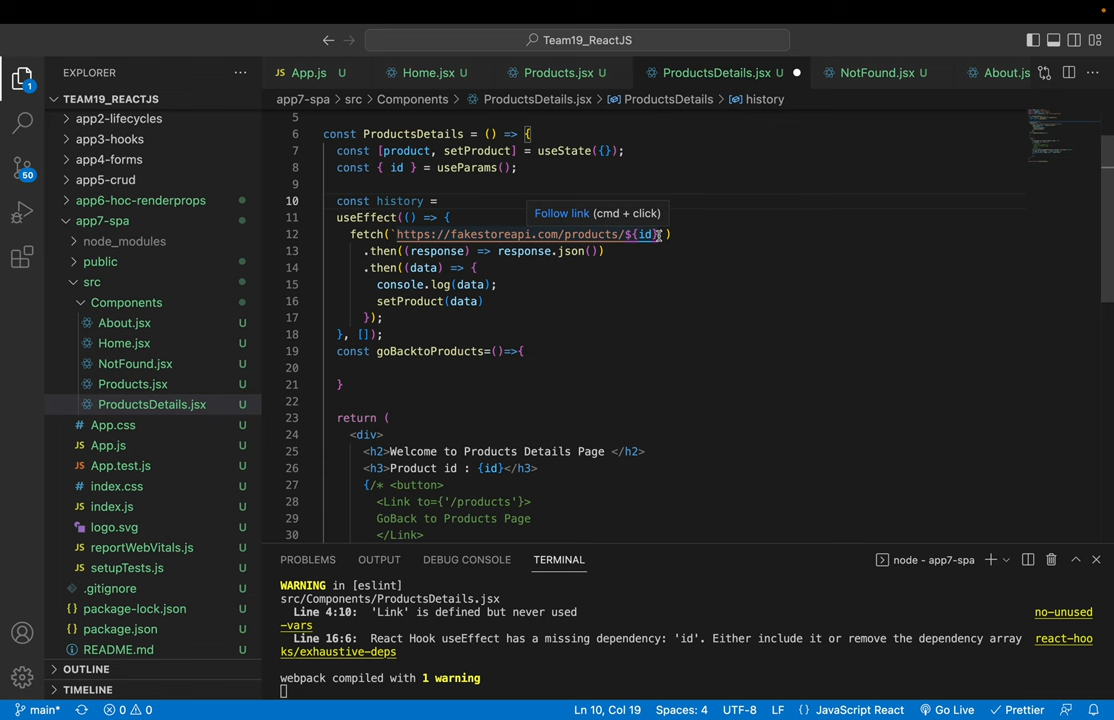 Team19_ReactJS
EXPLORER
App.js U
Home.jsx U
Products.jsx U
ProductsDetails.jsx U
NotFound.jsx U
About.js
TEAM19_REACTJS
app7-spa > src > Components > ProductsDetails.jsx > ProductsDetails > history
app2-lifecycles
app3-hooks
app4-forms
app5-crud
app6-hoc-renderprops
app7-spa
node_modules
public
src
Components
About.jsx U
Home.jsx U
NotFound.jsx U
Products.jsx U
ProductsDetails.jsx U
App.css U
App.js U
App.test.js U
index.css U
index.js U
logo.svg U
reportWebVitals.js U
setupTests.js U
.gitignore U
package-lock.json U
package.json U
README.md U
OUTLINE
TIMELINE
1
50
5
6 const ProductsDetails = () => {
7 const [product, setProduct] = useState({});
8 const { id } = useParams();
9
10 const history =
Follow link (cmd + click)
11 useEffect(() => {
12 fetch(`https://fakestoreapi.com/products/${id}`)
13 .then((response) => response.json())
14 .then((data) => {
15 console.log(data);
16 setProduct(data)
17 });
18 }, []);
19 const goBacktoProducts=()=>{
20
21 }
22
23 return (
24 <div>
25 <h2>Welcome to Products Details Page </h2>
26 <h3>Product id : {id}</h3>
27 {/* <button>
28 <Link to={'/products'}>
29 GoBack to Products Page
30 </Link>
PROBLEMS OUTPUT DEBUG CONSOLE TERMINAL
node - app7-spa
WARNING in [eslint]
src/Components/ProductsDetails.jsx
Line 4:10: 'Link' is defined but never used no-unused
-vars
Line 16:6: React Hook useEffect has a missing dependency: 'id'. Either include it or remove the dependency array react-hoo
ks/exhaustive-deps
webpack compiled with 1 warning
main* 0 0 Ln 10, Col 19 Spaces: 4 UTF-8 LF {} JavaScript React Go Live Prettier